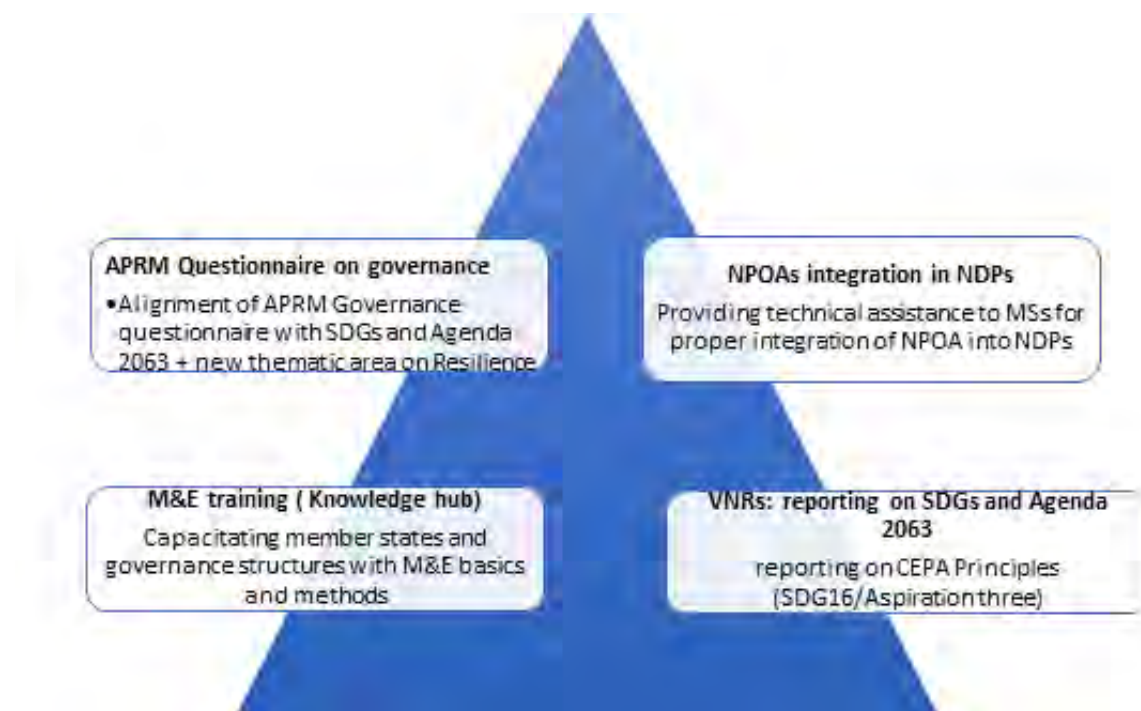 APRM Questionnaire on governance
•Alignment of APRM Governance
questionnaire with SDGs and Agenda
2063 + new thematic area on Resilience
NPOAs integration in NDPs
Providing technical assistance to MSs for
proper integration of NPOA into NDPs
M&E training ( Knowledge hub)
Capacitating member states and
governance structures with M&E basics
and methods
VNRs: reporting on SDGs and Agenda
2063
reporting on CEPA Principles
(SDG16/Aspiration three)